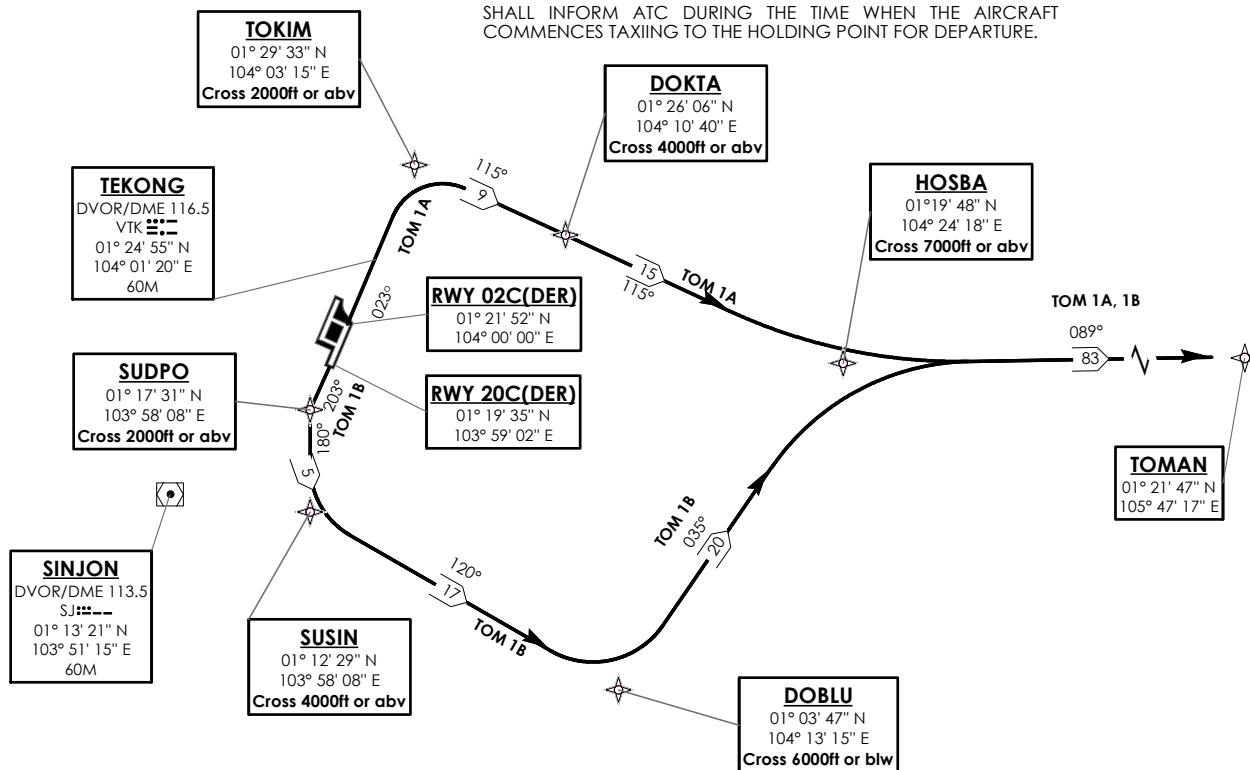 SHALL INFORM ATC DURING THE TIME WHEN THE AIRCRAFT
COMMENCES TAXIING TO THE HOLDING POINT FOR DEPARTURE.
TOKIM
01° 29' 33" N
104° 03' 15" E
Cross 2000ft or abv
DOKTA
01° 26' 06" N
104° 10' 40" E
Cross 4000ft or abv
TEKONG
DVOR/DME 116.5
VTK
01° 24' 55" N
104° 01' 20" E
60M
HOSBA
01°19' 48" N
104° 24' 18" E
Cross 7000ft or abv
115°
9
TOM 1A
023°
15
115°
TOM 1A
RWY 02C(DER)
01° 21' 52" N
104° 00' 00" E
TOM 1A, 1B
089°
83
SUDPO
01° 17' 31" N
103° 58' 08" E
Cross 2000ft or abv
203°
TOM 1B
180°
5
RWY 20C(DER)
01° 19' 35" N
103° 59' 02" E
TOMAN
01° 21' 47" N
105° 47' 17" E
SINJON
DVOR/DME 113.5
SJ
01° 13' 21" N
103° 51' 15" E
60M
120°
17
TOM 1B
TOM 1B
035°
20
SUSIN
01° 12' 29" N
103° 58' 08" E
Cross 4000ft or abv
DOBLU
01° 03' 47" N
104° 13' 15" E
Cross 6000ft or blw